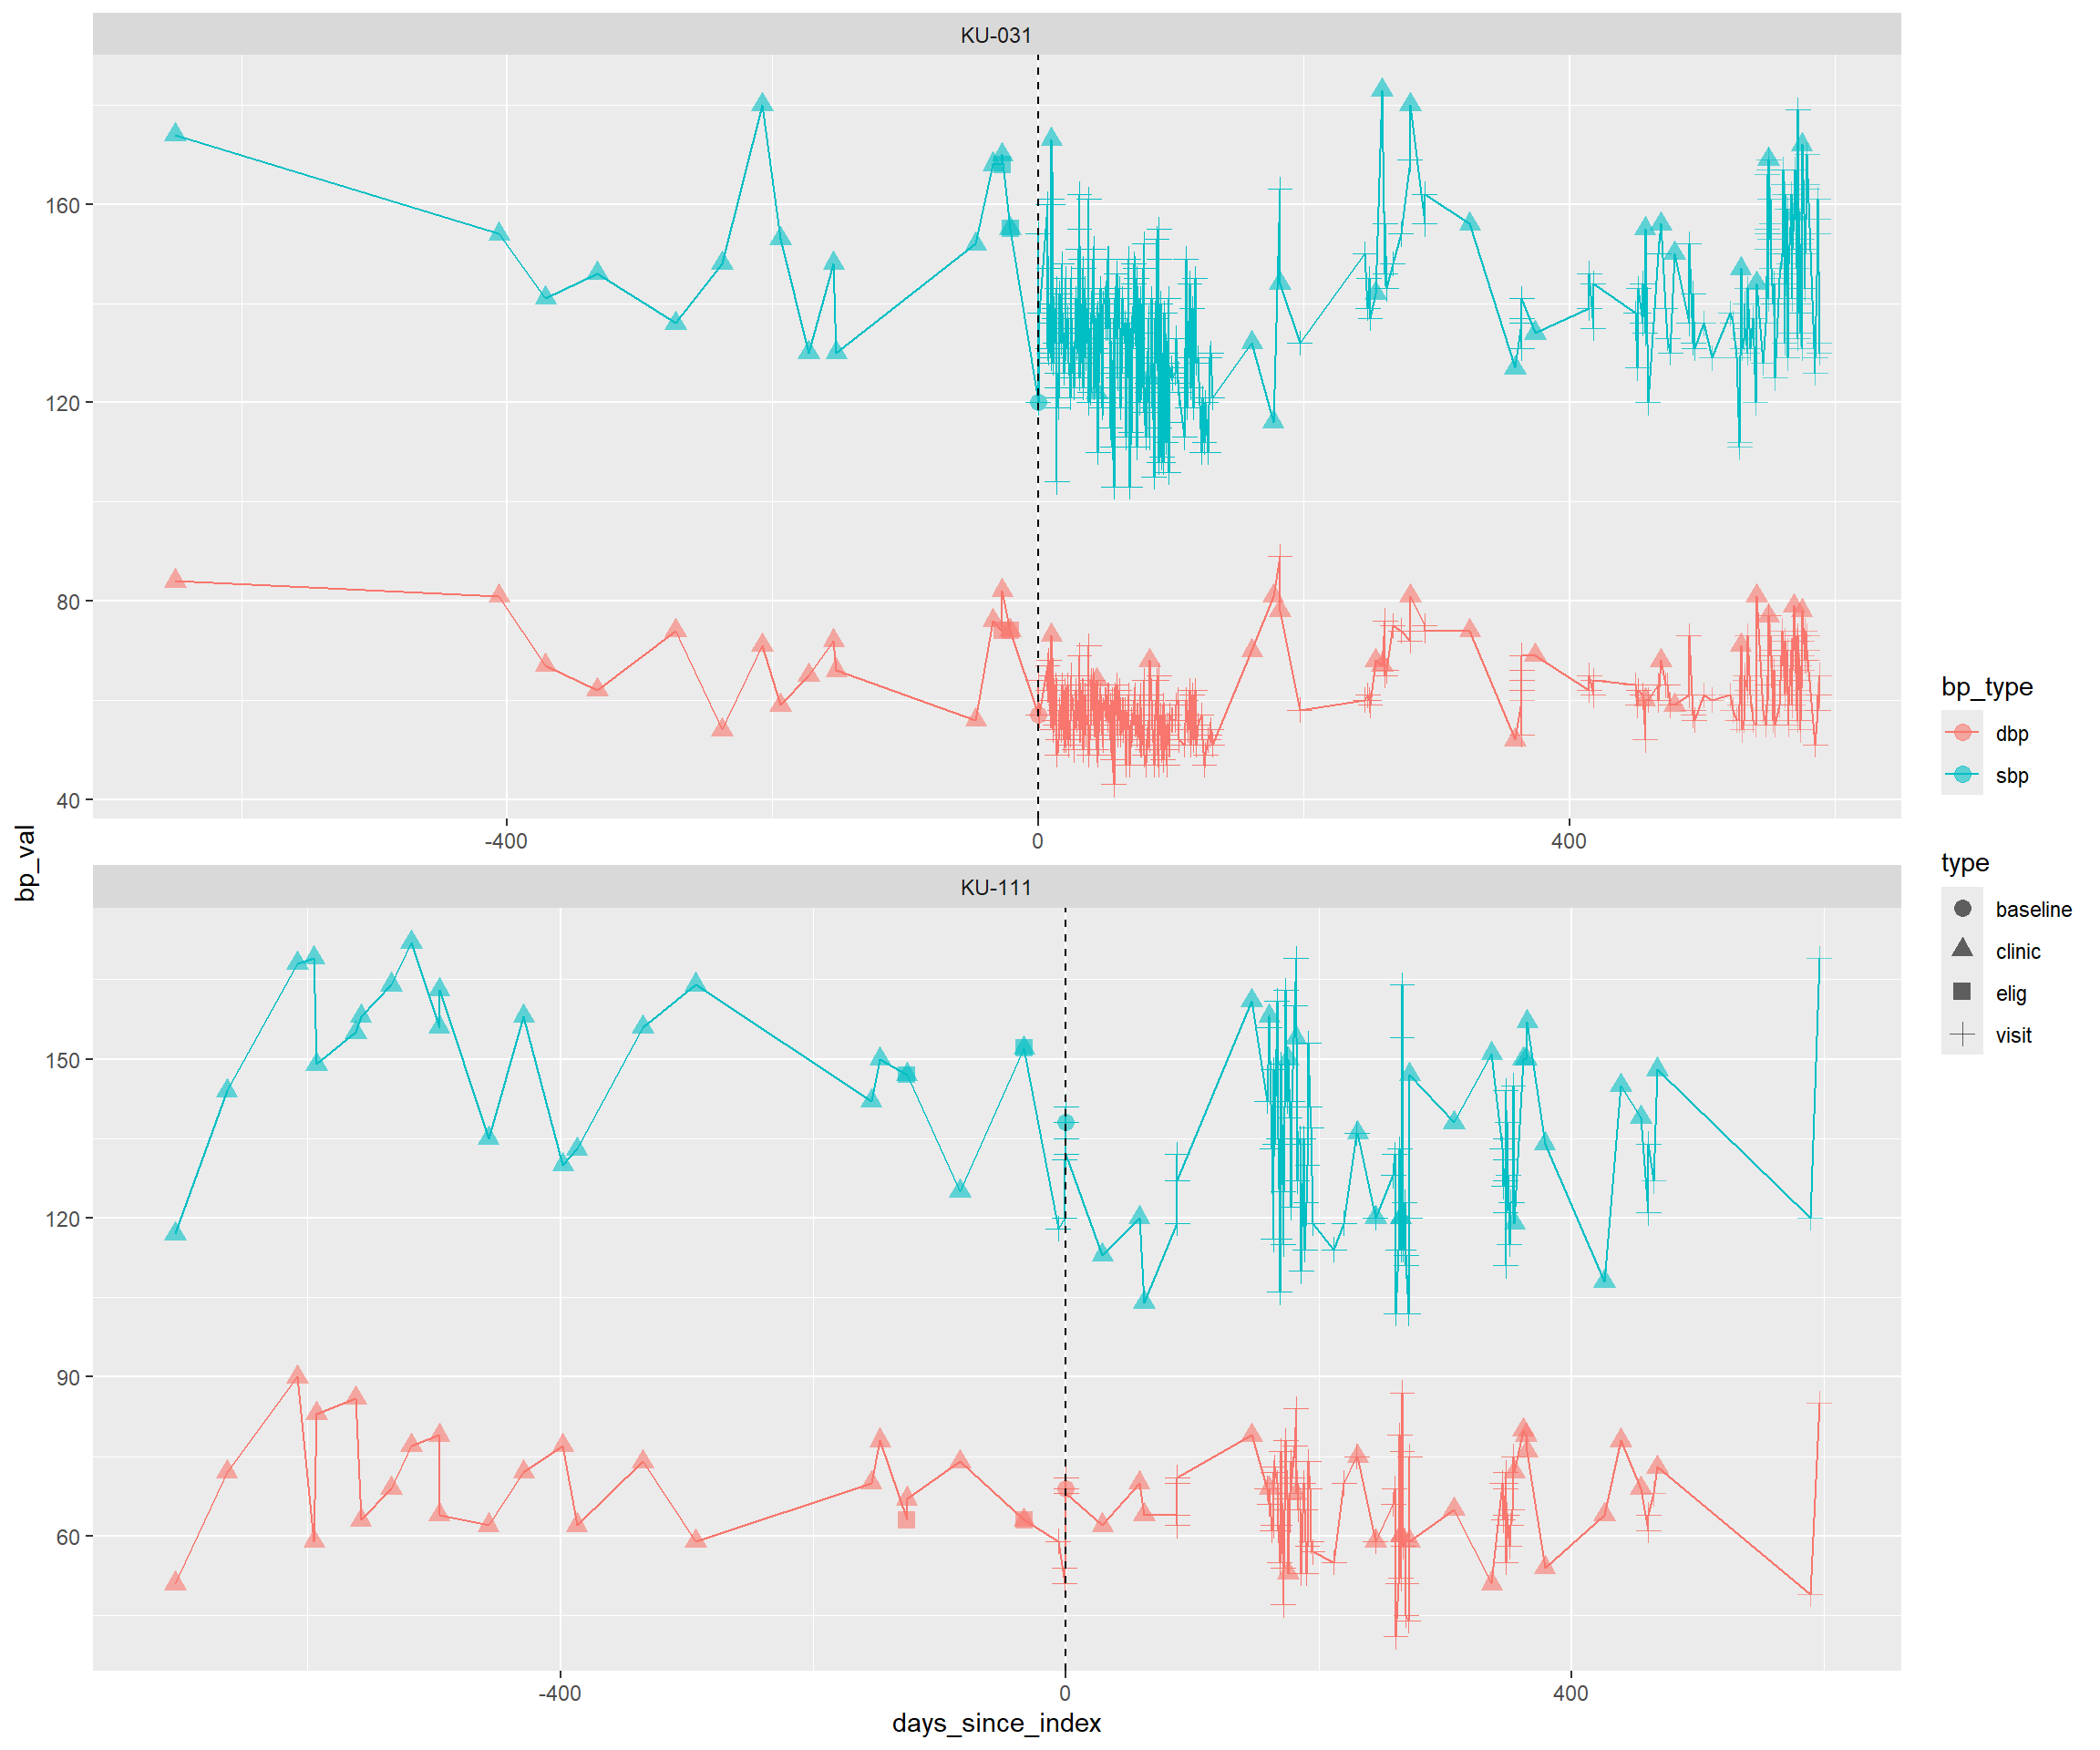 KU-031
160
120
80
40
-400 0 400
bp_val
KU-111
150
120
90
60
-400 0 400
days_since_index
bp_type
dbp
sbp
type
baseline
clinic
elig
visit